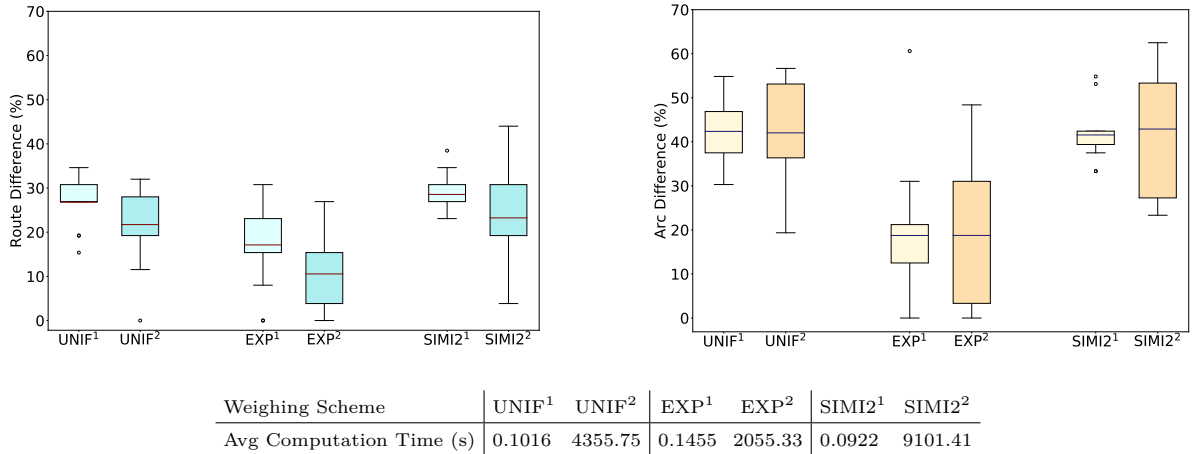 70
60
50
40
30
20
10
0
Route Difference (%)
UNIF¹ UNIF² EXP¹ EXP² SIMI2¹ SIMI2²
70
60
50
40
30
20
10
0
Arc Difference (%)
UNIF¹ UNIF² EXP¹ EXP² SIMI2¹ SIMI2²
Weighing Scheme UNIF¹ UNIF² EXP¹ EXP² SIMI2¹ SIMI2²
Avg Computation Time (s) 0.1016 4355.75 0.1455 2055.33 0.0922 9101.41